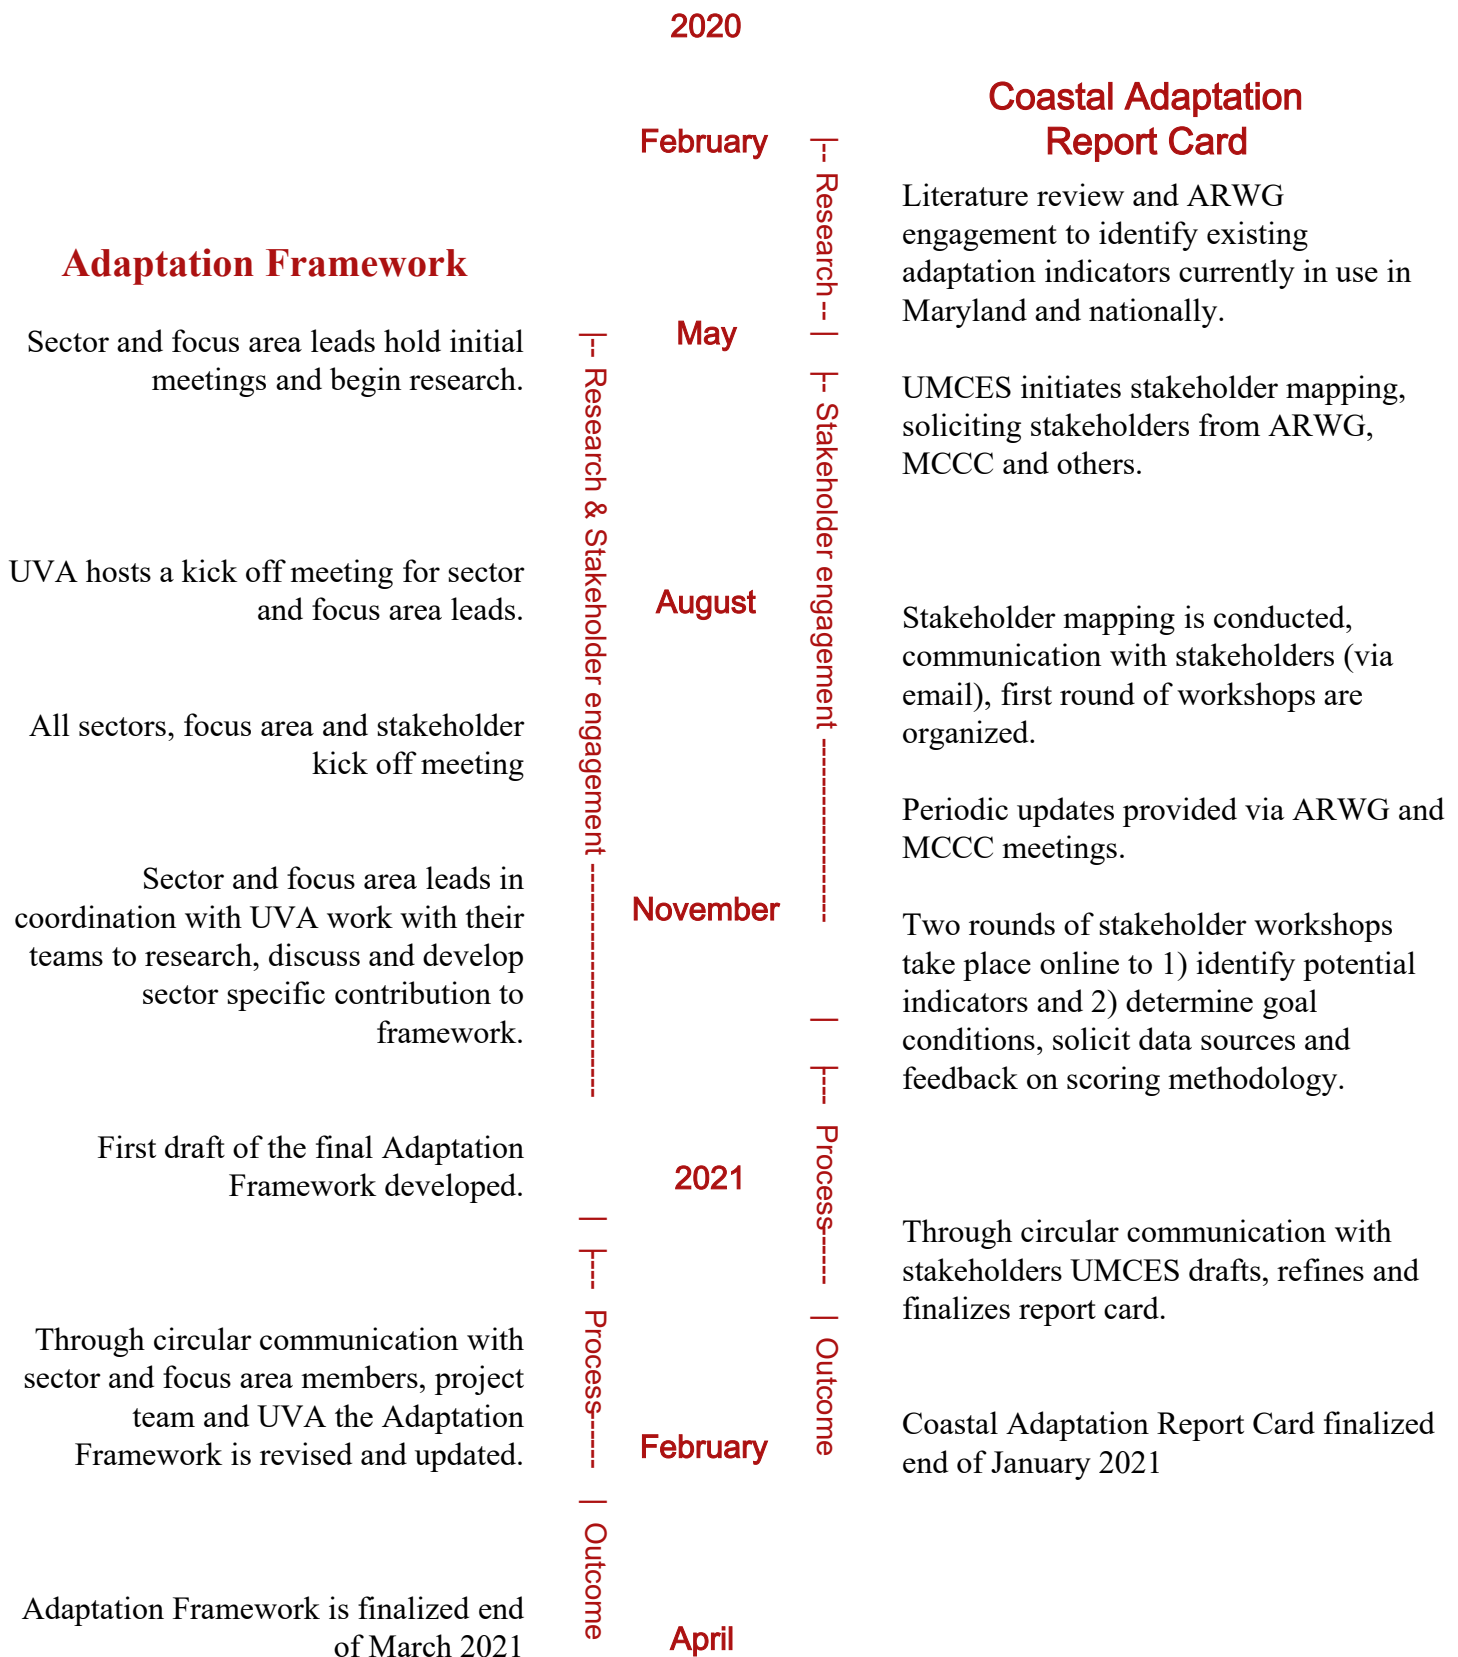 2020
Adaptation Framework
Sector and focus area leads hold initial
meetings and begin research.
UVA hosts a kick off meeting for sector
and focus area leads.
All sectors, focus area and stakeholder
kick off meeting
Sector and focus area leads in
coordination with UVA work with their
teams to research, discuss and develop
sector specific contribution to
framework.
First draft of the final Adaptation
Framework developed.
Through circular communication with
sector and focus area members, project
team and UVA the Adaptation
Framework is revised and updated.
Adaptation Framework is finalized end
of March 2021
|-- Research & Stakeholder engagement ------------------------------
|
|---- Process------
| Outcome
February
May
August
November
2021
February
April
|-- Research --
|
|-- Stakeholder engagement -----------------------
|
|---- Process------
| Outcome
Coastal Adaptation
Report Card
Literature review and ARWG
engagement to identify existing
adaptation indicators currently in use in
Maryland and nationally.
UMCES initiates stakeholder mapping,
soliciting stakeholders from ARWG,
MCCC and others.
Stakeholder mapping is conducted,
communication with stakeholders (via
email), first round of workshops are
organized.
Periodic updates provided via ARWG and
MCCC meetings.
Two rounds of stakeholder workshops
take place online to 1) identify potential
indicators and 2) determine goal
conditions, solicit data sources and
feedback on scoring methodology.
Through circular communication with
stakeholders UMCES drafts, refines and
finalizes report card.
Coastal Adaptation Report Card finalized
end of January 2021